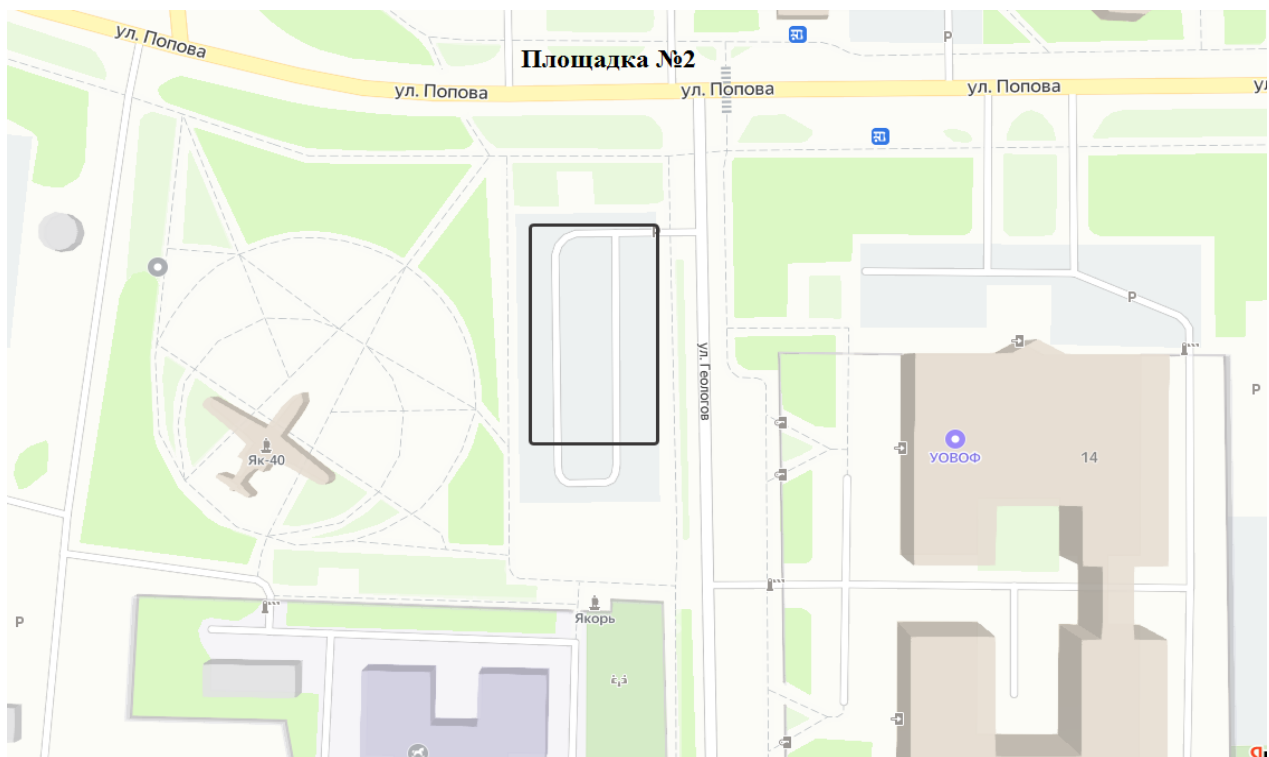 ул. Попова
Площадка №2
ул. Попова
ул. Попова
ул. Попова
P
P
P
P
P
ул. Геологов
Як-40
УОВОФ
14
Якорь